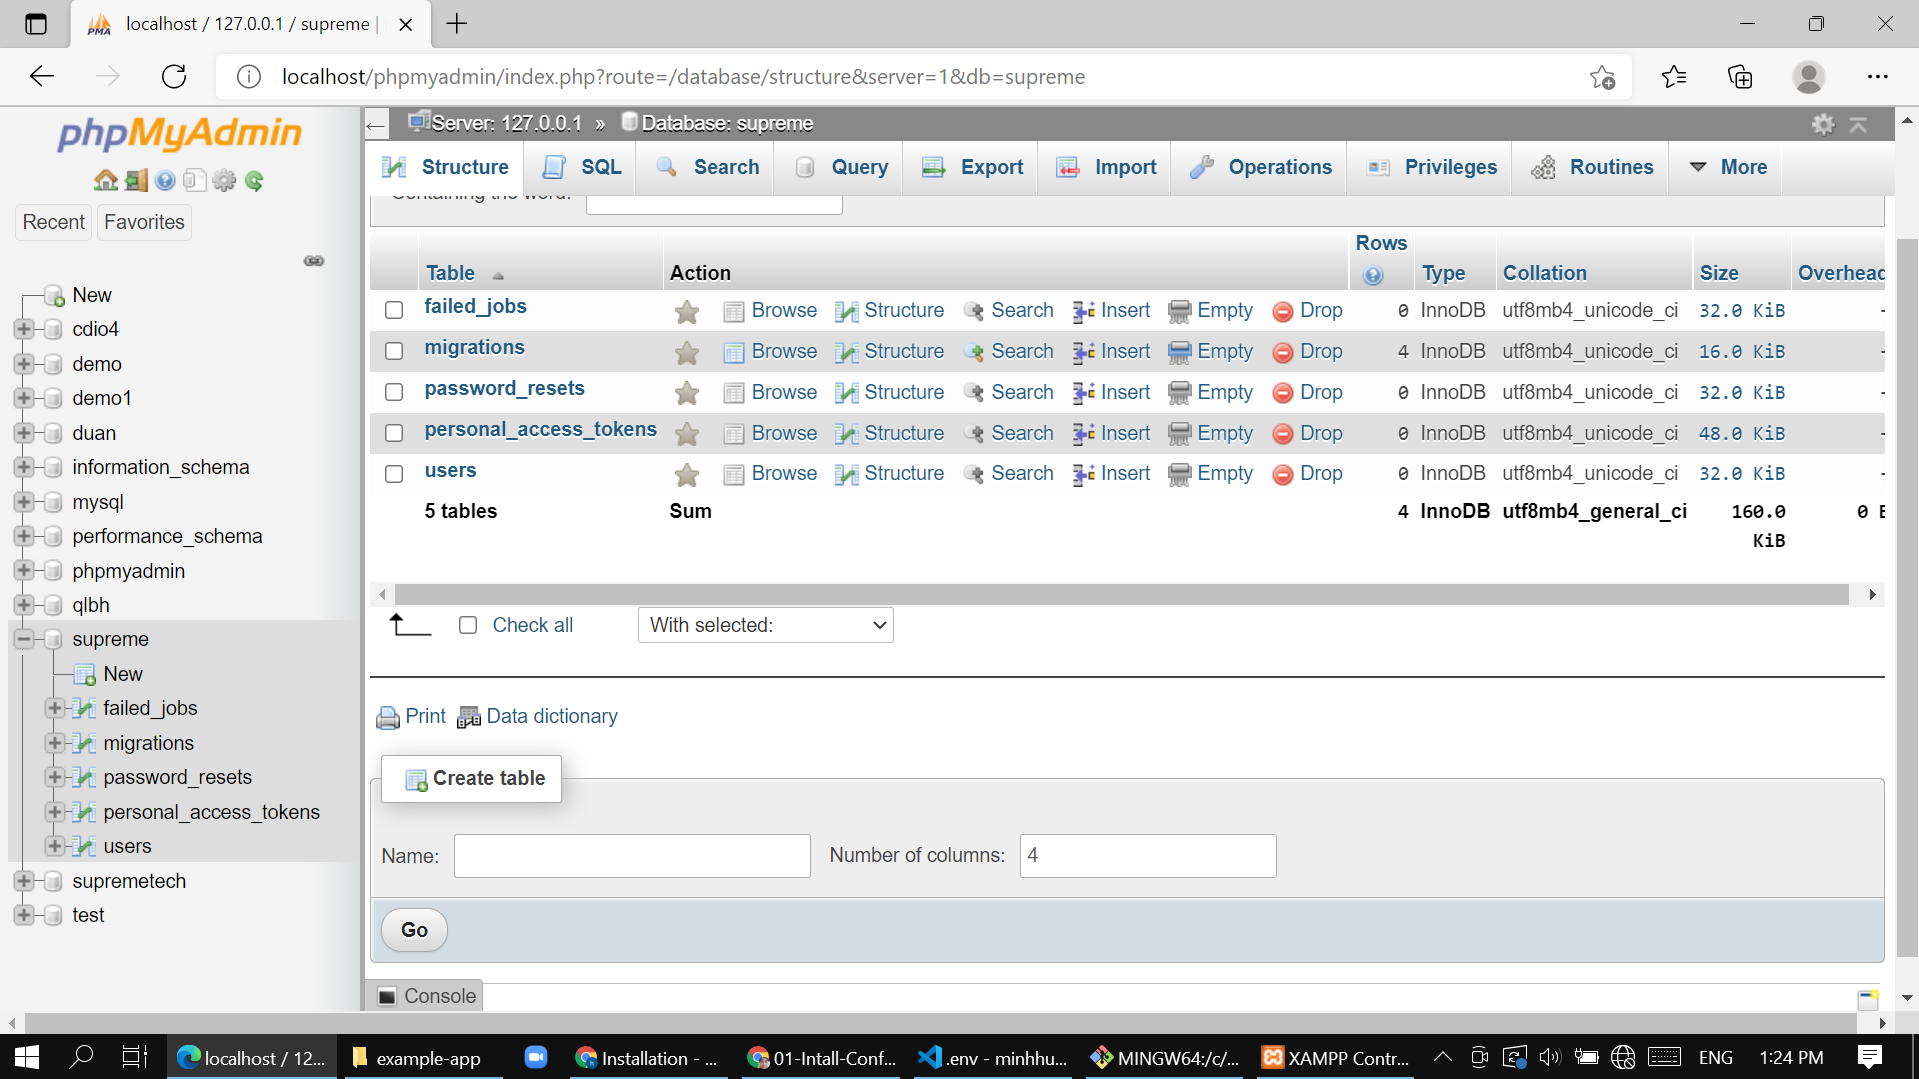 localhost / 127.0.0.1 / supreme |
localhost/phpmyadmin/index.php?route=/database/structure&server=1&db=supreme
phpMyAdmin
Recent Favorites
New
cdio4
demo
demo1
duan
information_schema
mysql
performance_schema
phpmyadmin
qlbh
supreme
New
failed_jobs
migrations
password_resets
personal_access_tokens
users
supremetech
test
Server: 127.0.0.1 » Database: supreme
Structure SQL Search Query Export Import Operations Privileges Routines More
Containing the word:
Table Action Rows Type Collation Size Overhead
failed_jobs Browse Structure Search Insert Empty Drop 0 InnoDB utf8mb4_unicode_ci 32.0 KiB -
migrations Browse Structure Search Insert Empty Drop 4 InnoDB utf8mb4_unicode_ci 16.0 KiB -
password_resets Browse Structure Search Insert Empty Drop 0 InnoDB utf8mb4_unicode_ci 32.0 KiB -
personal_access_tokens Browse Structure Search Insert Empty Drop 0 InnoDB utf8mb4_unicode_ci 48.0 KiB -
users Browse Structure Search Insert Empty Drop 0 InnoDB utf8mb4_unicode_ci 32.0 KiB -
5 tables Sum 4 InnoDB utf8mb4_general_ci 160.0 KiB 0 B
Check all With selected:
Print Data dictionary
Create table
Name: Number of columns: 4
Go
Console
localhost / 12... example-app Installation - ... 01-Intall-Conf... .env - minhhu... MINGW64:/c/... XAMPP Contr... ENG 1:24 PM